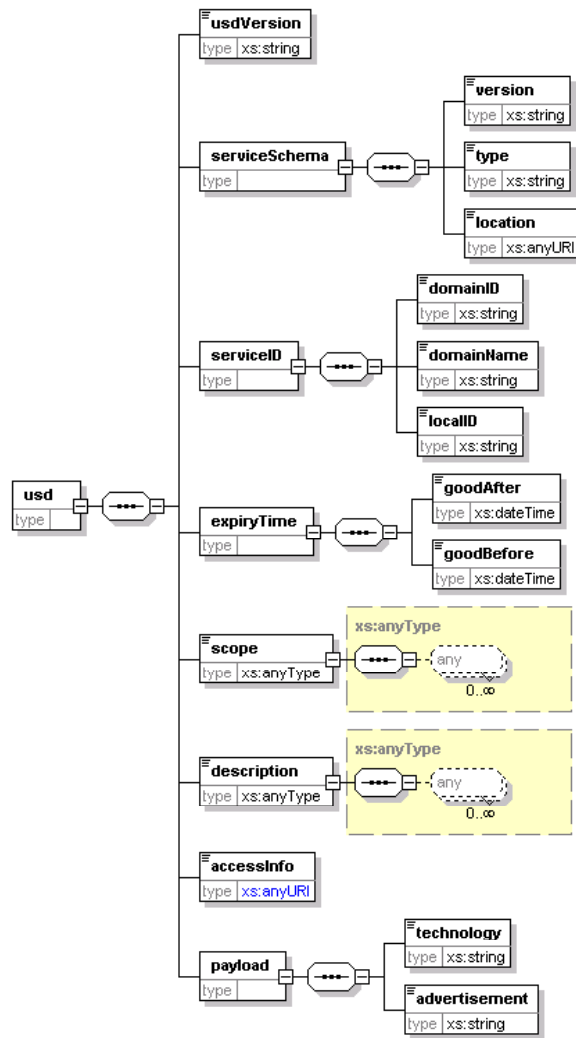 usdVersion
type xs:string
version
type xs:string
serviceSchema
type
type
type xs:string
location
type xs:anyURI
domainID
type xs:string
serviceID
type
domainName
type xs:string
localID
type xs:string
usd
type
goodAfter
type xs:dateTime
expiryTime
type
goodBefore
type xs:dateTime
xs:anyType
scope
type xs:anyType
any
0..∞
xs:anyType
description
type xs:anyType
any
0..∞
accessInfo
type xs:anyURI
technology
type xs:string
payload
type
advertisement
type xs:string